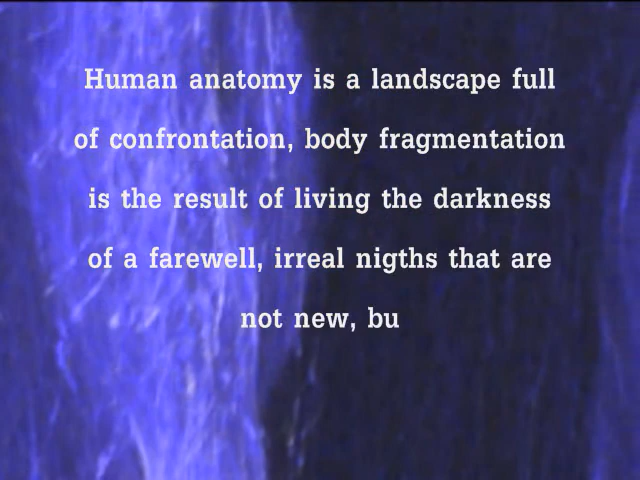 Human anatomy is a landscape full
of confrontation, body fragmentation
is the result of living the darkness
of a farewell, irreal nigths that are
not new, bu